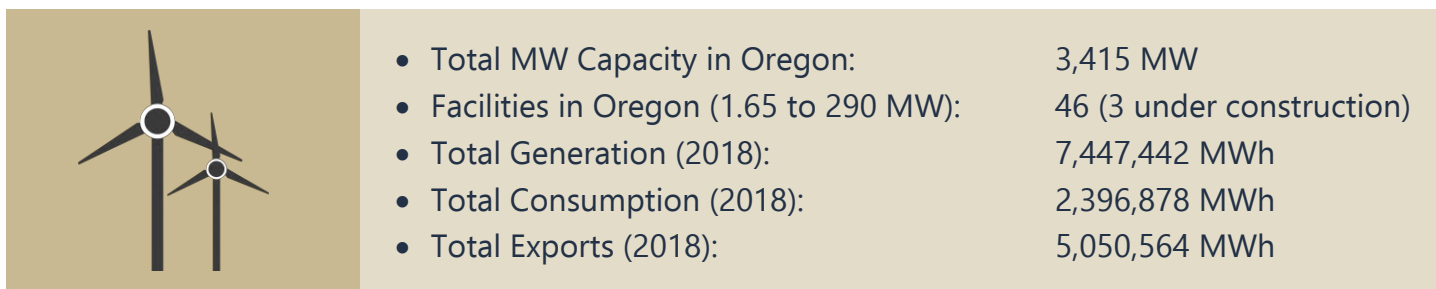 • Total MW Capacity in Oregon: 3,415 MW
• Facilities in Oregon (1.65 to 290 MW): 46 (3 under construction)
• Total Generation (2018): 7,447,442 MWh
• Total Consumption (2018): 2,396,878 MWh
• Total Exports (2018): 5,050,564 MWh